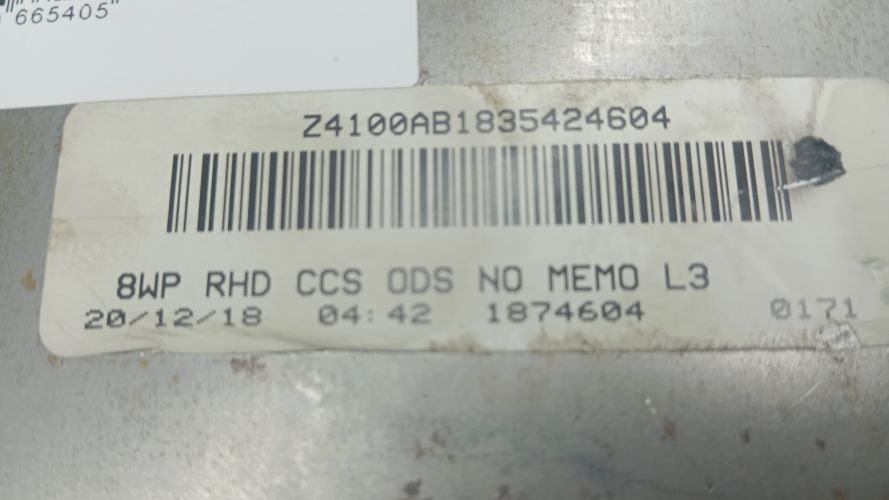 665405
Z4100AB1835424604
8WP RHD CCS ODS NO MEMO L3
20/12/18 04:42 1874604 0171